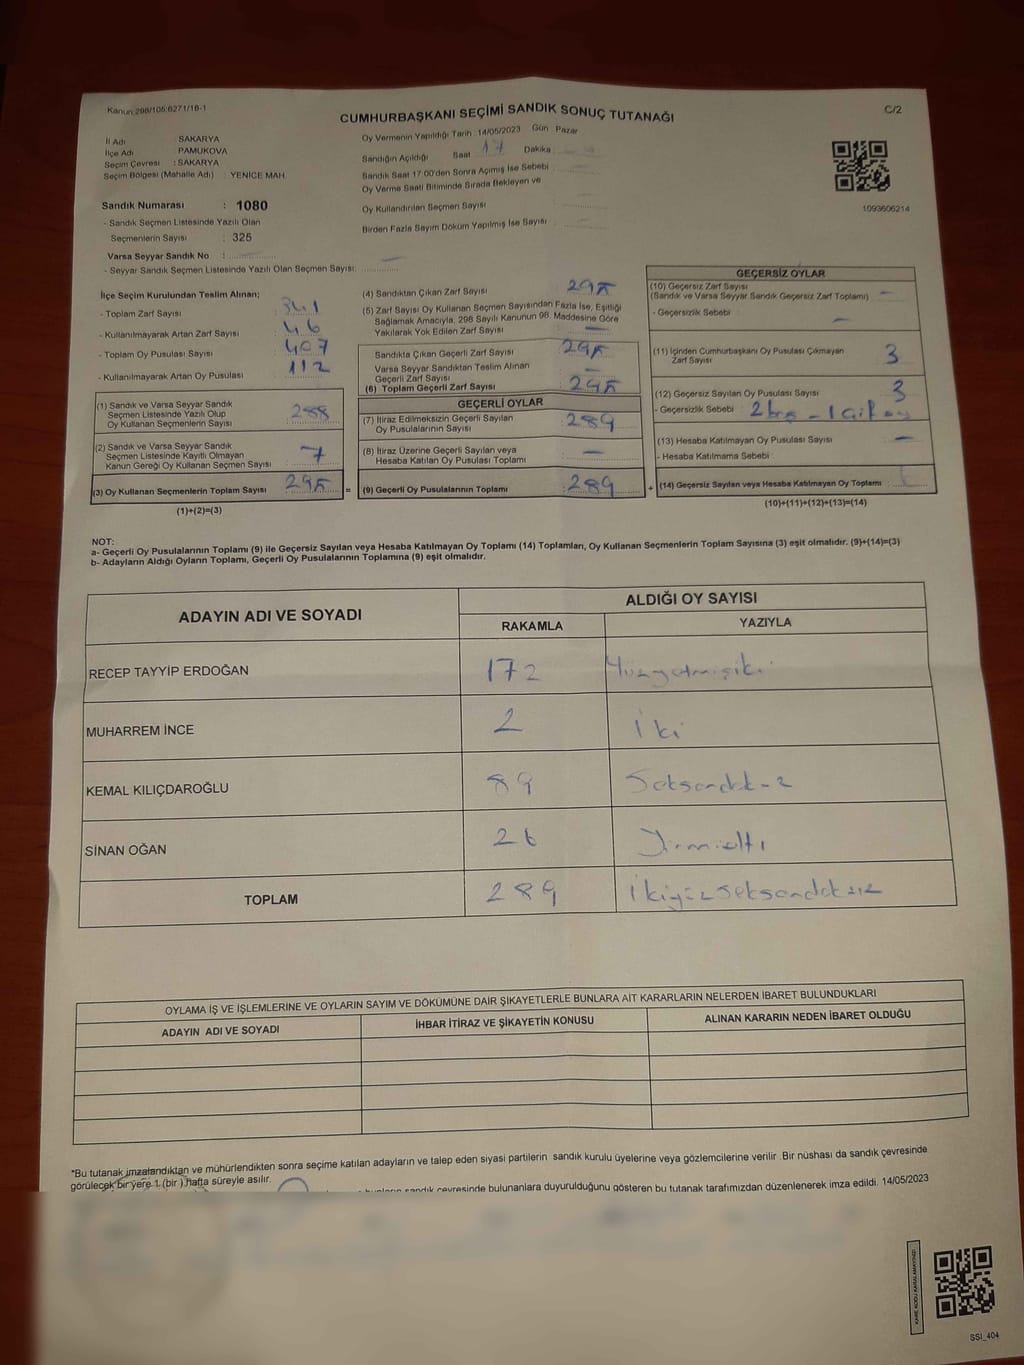 Kanun 298/105:6271/18-1
C/2
CUMHURBAŞKANI SEÇİMİ SANDIK SONUÇ TUTANAĞI
İl Adı : SAKARYA
İlçe Adı PAMUKOVA
Seçim Çevresi : SAKARYA
Seçim Bölgesi (Mahalle Adı) : YENICE MAH.
Oy Vermenin Yapıldığı Tarih : 14/05/2023 Gün Pazar
Sandığın Açıldığı Saat 17 Dakika
Sandık Saat 17:00'den Sonra Açımış İse Sebebi
Oy Verme Saati Bitiminde Sırada Bekleyen ve
Oy Kullandırılan Seçmen Sayısı
Birden Fazla Sayım Döküm Yapılmış İse Sayısı
1093606214
Sandık Numarası : 1080
- Sandık Seçmen Listesinde Yazılı Olan
Seçmenlerin Sayısı : 325
Varsa Seyyar Sandık No :
- Seyyar Sandık Seçmen Listesinde Yazılı Olan Seçmen Sayısı:
İlçe Seçim Kurulundan Teslim Alınan;
- Toplam Zarf Sayısı : 341
- Kullanılmayarak Artan Zarf Sayısı : 46
- Toplam Oy Pusulası Sayısı : 407
- Kullanılmayarak Artan Oy Pusulası : 112
(1) Sandık ve Varsa Seyyar Sandık
Seçmen Listesinde Yazılı Olup
Oy Kullanan Seçmenlerin Sayısı 288
(2) Sandık ve Varsa Seyyar Sandık
Seçmen Listesinde Kayıtlı Olmayan
Kanun Gereği Oy Kullanan Seçmen Sayısı 7
(3) Oy Kullanan Seçmenlerin Toplam Sayısı 295
(1)+(2)=(3)
(4) Sandıktan Çıkan Zarf Sayısı 295
(5) Zarf Sayısı Oy Kullanan Seçmen Sayısından Fazla İse, Eşitliği
Sağlamak Amacıyla, 298 Sayılı Kanunun 98. Maddesine Göre
Yakılarak Yok Edilen Zarf Sayısı
Sandıkta Çıkan Geçerli Zarf Sayısı 295
Varsa Seyyar Sandıktan Teslim Alınan
Geçerli Zarf Sayısı
(6) Toplam Geçerli Zarf Sayısı 295
GEÇERLİ OYLAR
(7) İtiraz Edilmeksizin Geçerli Sayılan
Oy Pusulalarının Sayısı 289
(8) İtiraz Üzerine Geçerli Sayılan veya
Hesaba Katılan Oy Pusulası Toplamı
= (9) Geçerli Oy Pusulalarının Toplamı 289
GEÇERSİZ OYLAR
(10) Geçersiz Zarf Sayısı
(Sandık ve Varsa Seyyar Sandık Geçersiz Zarf Toplamı)
- Geçersizlik Sebebi :
(11) İçinden Cumhurbaşkanı Oy Pusulası Çıkmayan
Zarf Sayısı 3
(12) Geçersiz Sayılan Oy Pusulası Sayısı 3
- Geçersizlik Sebebi : 2 boş - 1 Çift oy
(13) Hesaba Katılmayan Oy Pusulası Sayısı
- Hesaba Katılmama Sebebi :
+ (14) Geçersiz Sayılan veya Hesaba Katılmayan Oy Toplamı :
(10)+(11)+(12)+(13)=(14)
NOT:
a- Geçerli Oy Pusulalarının Toplamı (9) ile Geçersiz Sayılan veya Hesaba Katılmayan Oy Toplamı (14) Toplamları, Oy Kullanan Seçmenlerin Toplam Sayısına (3) eşit olmalıdır. (9)+(14)=(3)
b- Adayların Aldığı Oyların Toplamı, Geçerli Oy Pusulalarının Toplamına (9) eşit olmalıdır.
ADAYIN ADI VE SOYADI ALDIĞI OY SAYISI
RAKAMLA YAZIYLA
RECEP TAYYİP ERDOĞAN 172 Yüzyetmişiki
MUHARREM İNCE 2 İki
KEMAL KILIÇDAROĞLU 89 Seksendokuz
SİNAN OĞAN 26 Yirmialtı
TOPLAM 289 İkiyüzseksendokuz
OYLAMA İŞ VE İŞLEMLERİNE VE OYLARIN SAYIM VE DÖKÜMÜNE DAİR ŞİKAYETLERLE BUNLARA AİT KARARLARIN NELERDEN İBARET BULUNDUKLARI
ADAYIN ADI VE SOYADI İHBAR İTİRAZ VE ŞİKAYETİN KONUSU ALINAN KARARIN NEDEN İBARET OLDUĞU
*Bu tutanak imzalandıktan ve mühürlendikten sonra seçime katılan adayların ve talep eden siyasi partilerin sandık kurulu üyelerine veya gözlemcilerine verilir. Bir nüshası da sandık çevresinde
görülecek bir yere 1 (bir ) hafta süreyle asılır.
sandık çevresinde bulunanlara duyurulduğunu gösteren bu tutanak tarafımızdan düzenlenerek imza edildi. 14/05/2023
KARE KODU KARALAMAYINIZ!
SSI_404